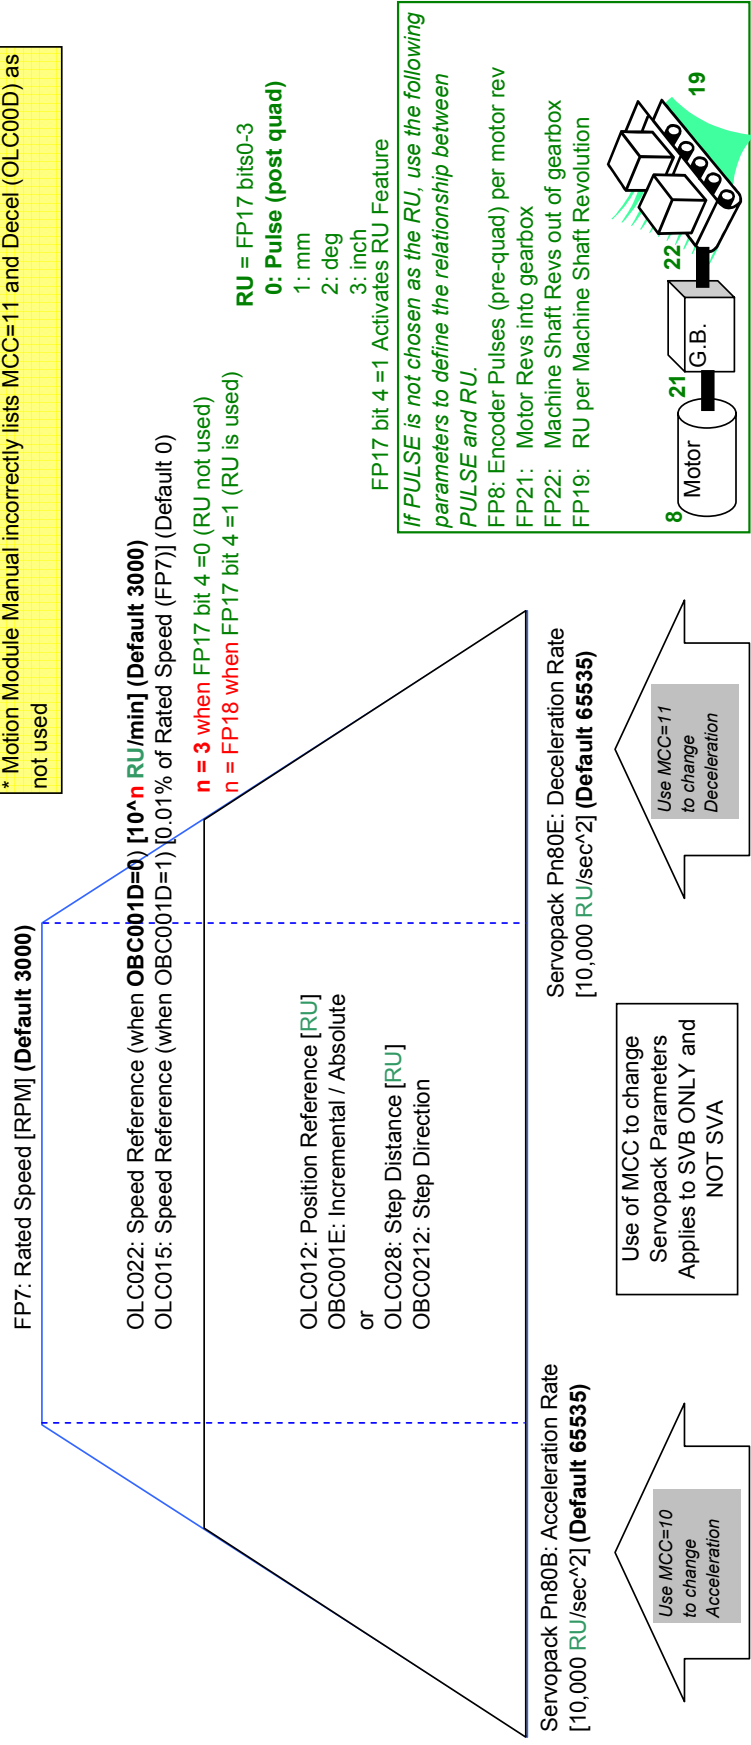 * Motion Module Manual incorrectly lists MCC=11 and Decel (OLC00D) as
not used
FP7: Rated Speed [RPM] (Default 3000)
OLC022: Speed Reference (when OBC001D=0) [10^n RU/min] (Default 3000)
OLC015: Speed Reference (when OBC001D=1) [0.01% of Rated Speed (FP7)] (Default 0)
n = 3 when FP17 bit 4 =0 (RU not used)
n = FP18 when FP17 bit 4 =1 (RU is used)
RU = FP17 bits0-3
0: Pulse (post quad)
1: mm
2: deg
3: inch
FP17 bit 4 =1 Activates RU Feature
OLC012: Position Reference [RU]
OBC001E: Incremental / Absolute
or
OLC028: Step Distance [RU]
OBC0212: Step Direction
If PULSE is not chosen as the RU, use the following
parameters to define the relationship between
PULSE and RU.
FP8: Encoder Pulses (pre-quad) per motor rev
FP21: Motor Revs into gearbox
FP22: Machine Shaft Revs out of gearbox
FP19: RU per Machine Shaft Revolution
8
Motor
21
G.B.
22
19
Servopack Pn80B: Acceleration Rate
[10,000 RU/sec^2] (Default 65535)
Servopack Pn80E: Deceleration Rate
[10,000 RU/sec^2] (Default 65535)
Use MCC=10
to change
Acceleration
Use of MCC to change
Servopack Parameters
Applies to SVB ONLY and
NOT SVA
Use MCC=11
to change
Deceleration